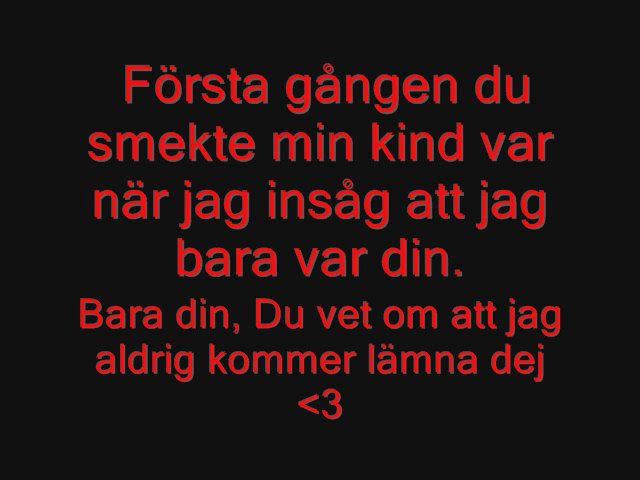 Första gången du
smekte min kind var
när jag insåg att jag
bara var din.
Bara din, Du vet om att jag
aldrig kommer lämna dej
<3